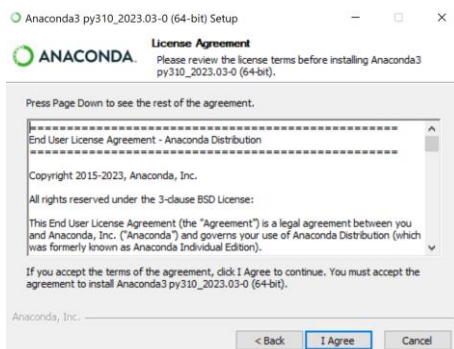 Anaconda3 py310_2023.03-0 (64-bit) Setup
ANACONDA.
License Agreement
Please review the license terms before installing Anaconda3
py310_2023.03-0 (64-bit).
Press Page Down to see the rest of the agreement.
End User License Agreement - Anaconda Distribution
Copyright 2015-2023, Anaconda, Inc.
All rights reserved under the 3-clause BSD License:
This End User License Agreement (the "Agreement") is a legal agreement between you
and Anaconda, Inc. ("Anaconda") and governs your use of Anaconda Distribution (which
was formerly known as Anaconda Individual Edition).
If you accept the terms of the agreement, click I Agree to continue. You must accept the
agreement to install Anaconda3 py310_2023.03-0 (64-bit).
Anaconda, Inc.
< Back
I Agree
Cancel